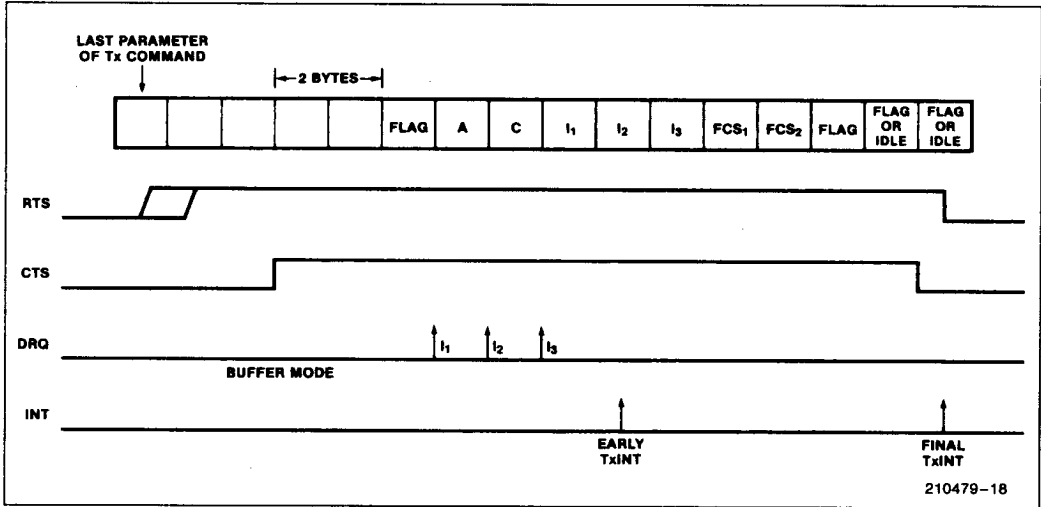 LAST PARAMETER
OF Tx COMMAND
2 BYTES
FLAG A C I1 I2 I3 FCS1 FCS2 FLAG FLAG OR IDLE FLAG OR IDLE
RTS
CTS
DRQ
I1 I2 I3
BUFFER MODE
INT
EARLY
TxINT
FINAL
TxINT
210479-18